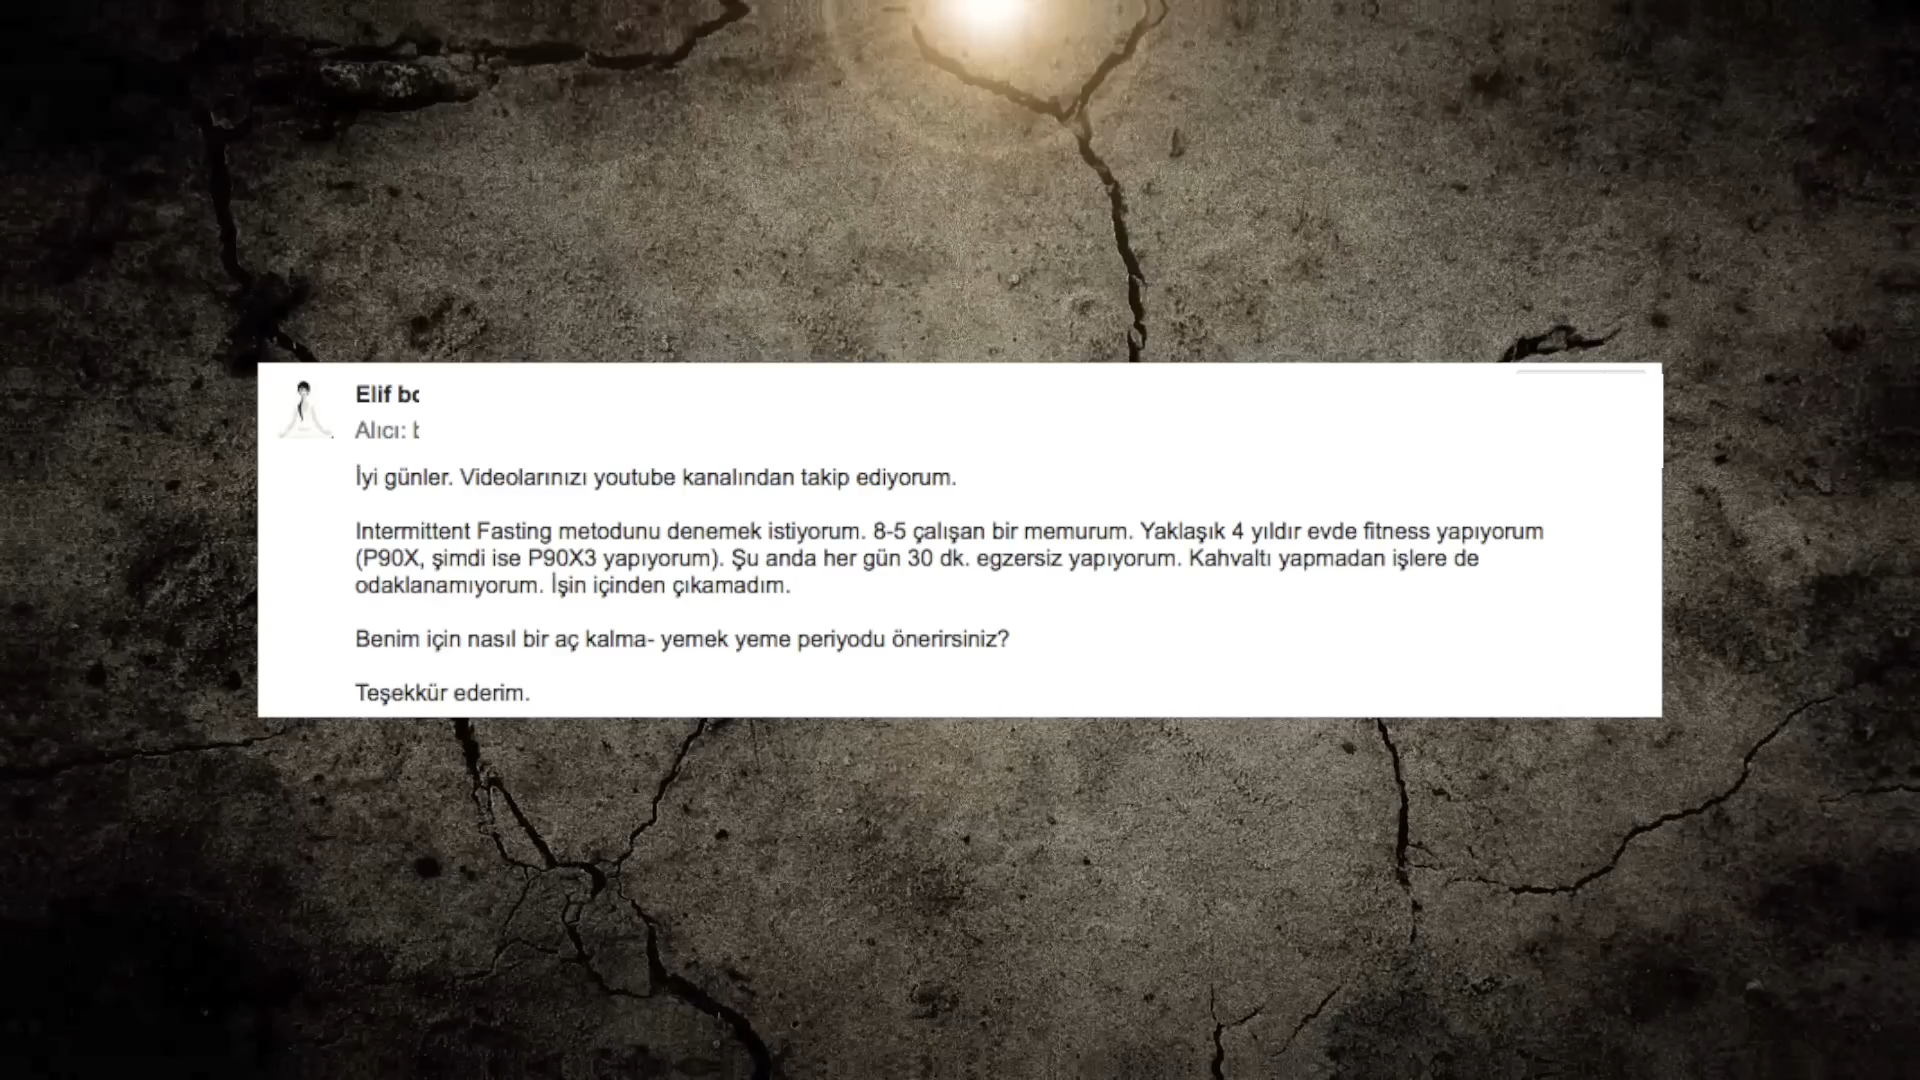 Elif
Alıcı:
İyi günler. Videolarınızı youtube kanalından takip ediyorum.
Intermittent Fasting metodunu denemek istiyorum. 8-5 çalışan bir memurum. Yaklaşık 4 yıldır evde fitness yapıyorum
(P90X, şimdi ise P90X3 yapıyorum). Şu anda her gün 30 dk. egzersiz yapıyorum. Kahvaltı yapmadan işlere de
odaklanamıyorum. İşin içinden çıkamadım.
Benim için nasıl bir aç kalma- yemek yeme periyodu önerirsiniz?
Teşekkür ederim.